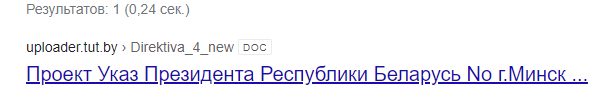 Результатов: 1 (0,24 сек.)
uploader.tut.by › Direktiva_4_new DOC
Проект Указ Президента Республики Беларусь No г.Минск ...